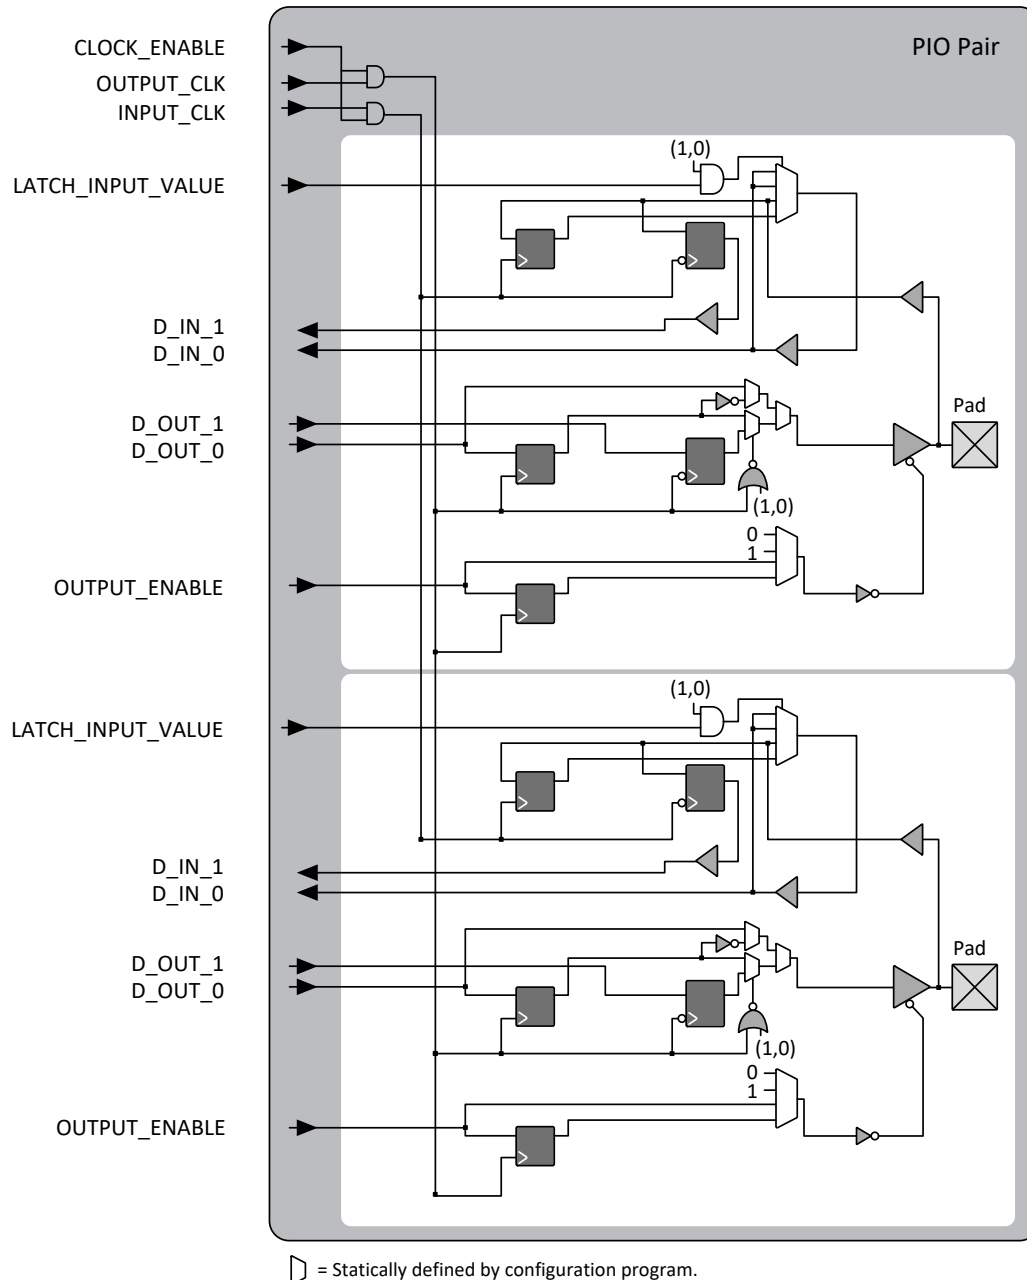 PIO Pair
CLOCK_ENABLE
OUTPUT_CLK
INPUT_CLK
(1,0)
LATCH_INPUT_VALUE
D_IN_1
D_IN_0
Pad
D_OUT_1
D_OUT_0
(1,0)
0
1
OUTPUT_ENABLE
(1,0)
LATCH_INPUT_VALUE
D_IN_1
D_IN_0
Pad
D_OUT_1
D_OUT_0
(1,0)
0
1
OUTPUT_ENABLE
= Statically defined by configuration program.